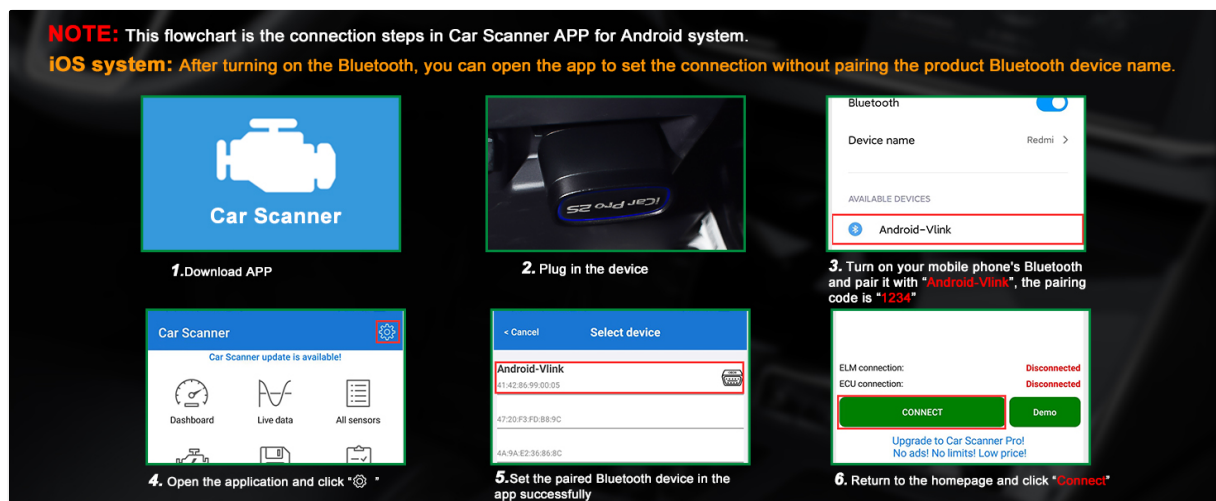 NOTE: This flowchart is the connection steps in Car Scanner APP for Android system.
iOS system: After turning on the Bluetooth, you can open the app to set the connection without pairing the product Bluetooth device name.
Car Scanner
1.Download APP
iCar Pro 2S
2. Plug in the device
Bluetooth
Device name Redmi >
AVAILABLE DEVICES
Android-Vlink
3. Turn on your mobile phone's Bluetooth
and pair it with “Android-Vlink”, the pairing
code is “1234”
Car Scanner
Car Scanner update is available!
Dashboard Live data All sensors
4. Open the application and click “ ”
< Cancel Select device
Android-Vlink
41:42:86:99:00:05
47:20:F3:FD:B8:9C
4A:9A:E2:36:86:8C
5.Set the paired Bluetooth device in the
app successfully
ELM connection: Disconnected
ECU connection: Disconnected
CONNECT Demo
Upgrade to Car Scanner Pro!
No ads! No limits! Low price!
6. Return to the homepage and click “Connect”